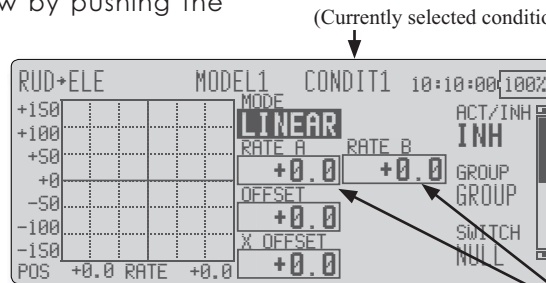 w by pushing the
(Currently selected conditio
RUD→ELE MODEL1 CONDIT1 10:10:00 100%
+150
+100
+50
+0
-50
-100
-150
POS +0.0 RATE +0.0
MODE
LINEAR
RATE A RATE B
+0.0 +0.0
OFFSET
+0.0
X OFFSET
+0.0
ACT/INH
INH
GROUP
GROUP
SWITCH
NULL